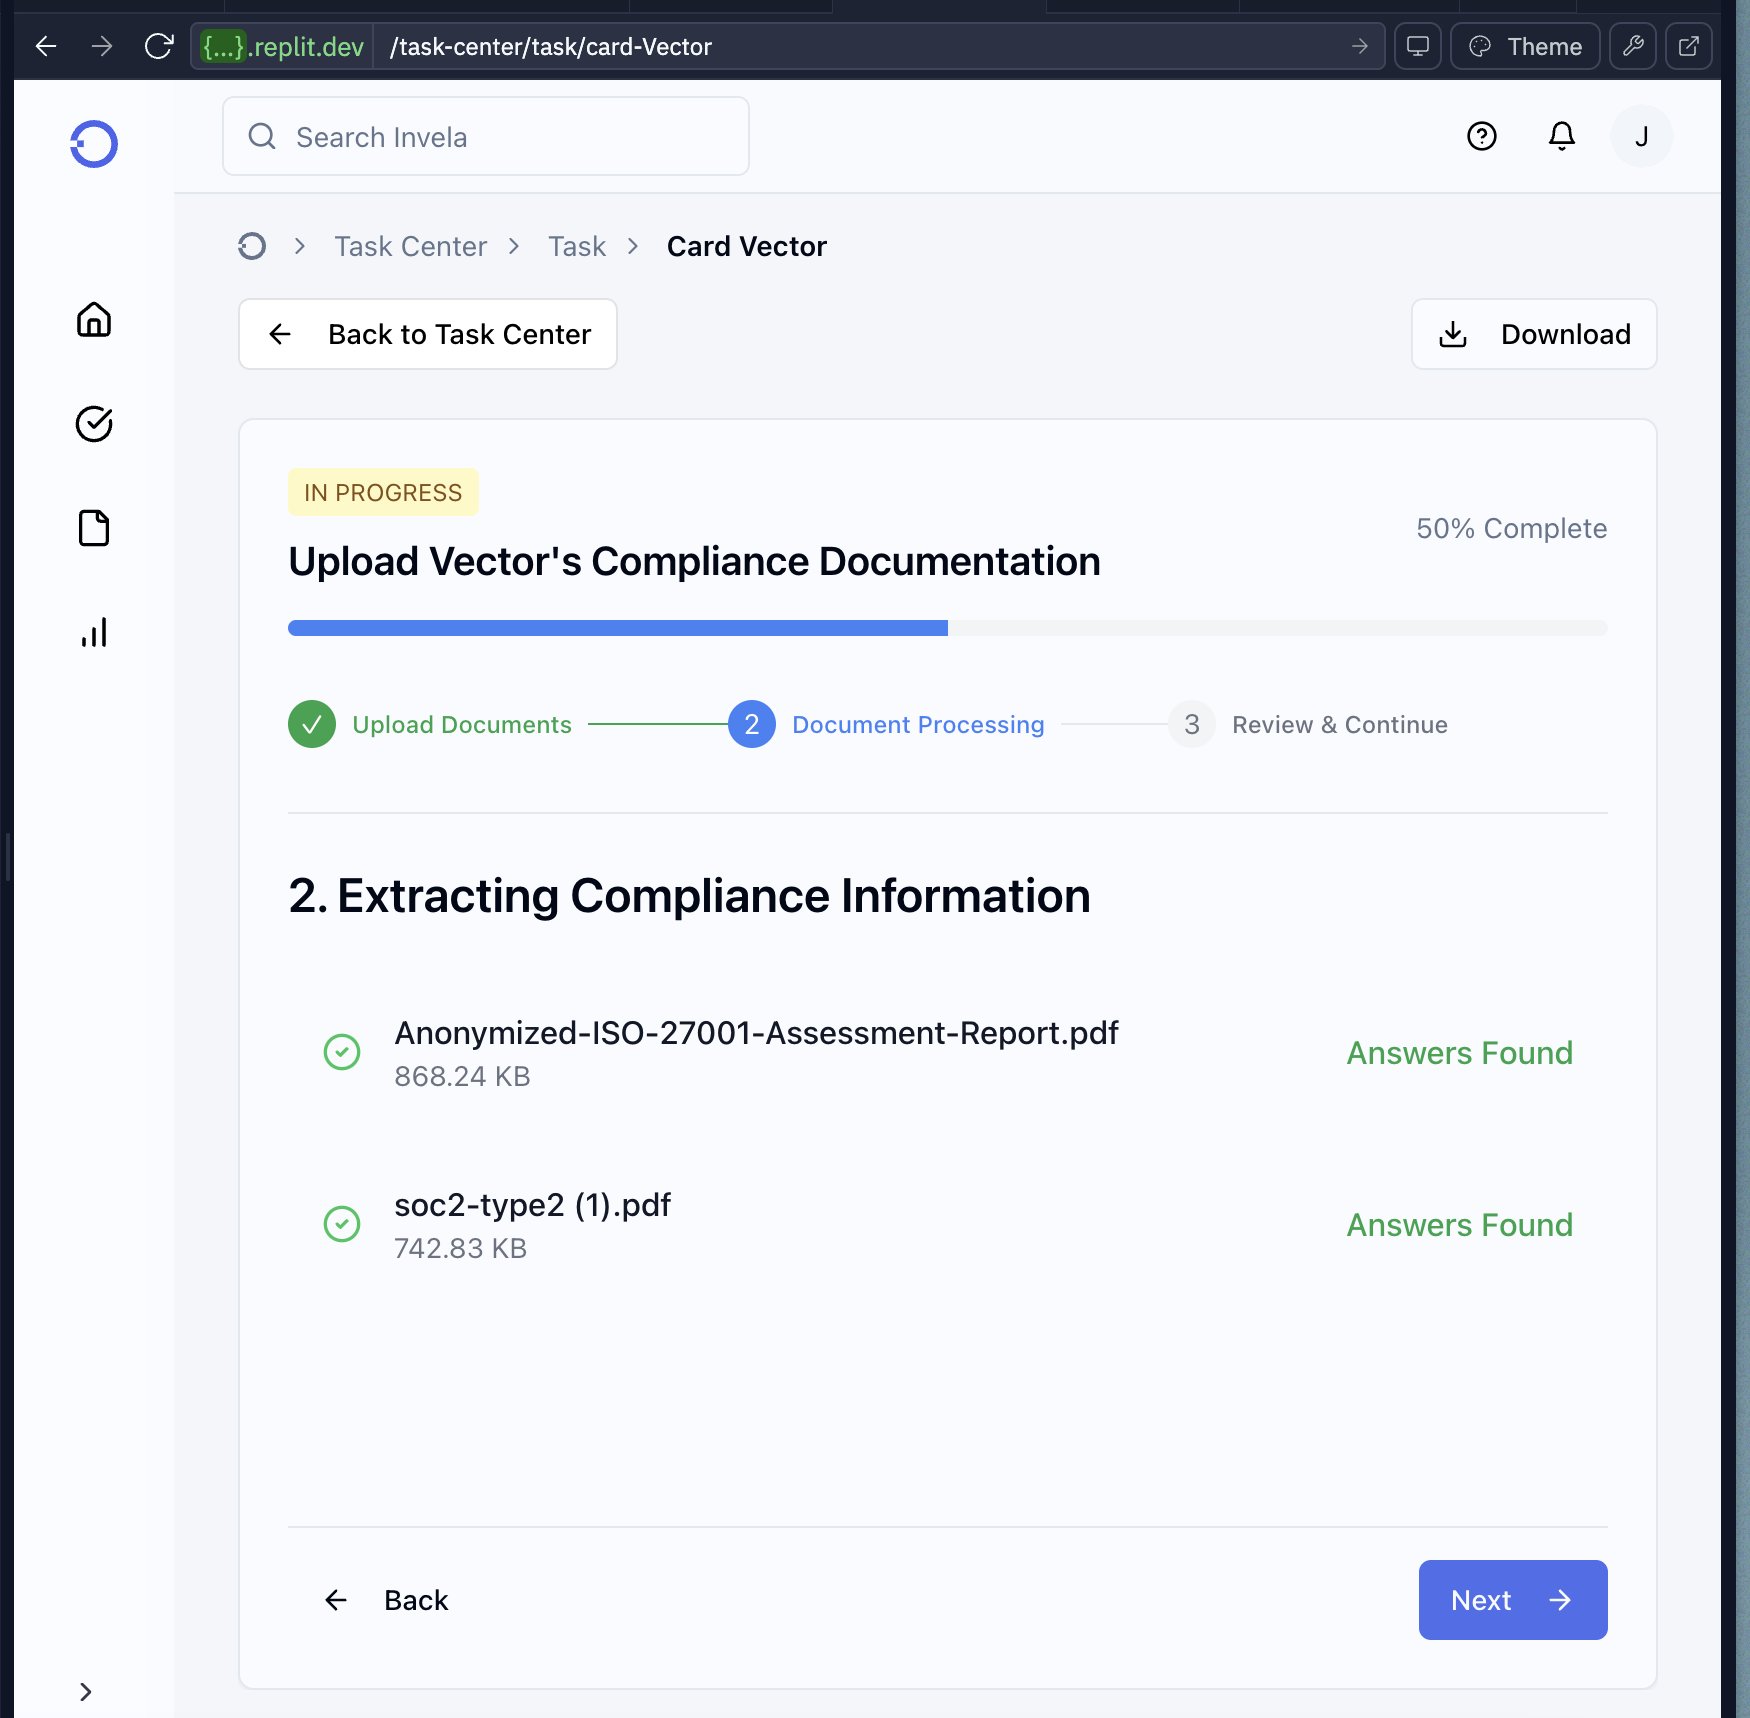 {...}.replit.dev /task-center/task/card-Vector Theme
Search Invela
J
Task Center Task Card Vector
Back to Task Center
Download
IN PROGRESS
50% Complete
Upload Vector's Compliance Documentation
Upload Documents 2 Document Processing 3 Review & Continue
2. Extracting Compliance Information
Anonymized-ISO-27001-Assessment-Report.pdf
868.24 KB
Answers Found
soc2-type2 (1).pdf
742.83 KB
Answers Found
Back
Next